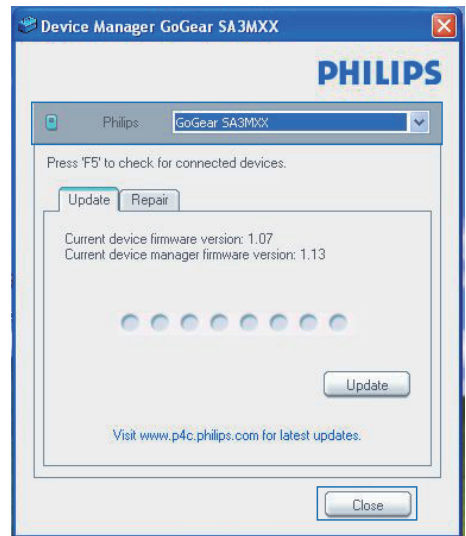 Device Manager GoGear SA3MXX
PHILIPS
Philips GoGear SA3MXX
Press 'F5' to check for connected devices.
Update Repair
Current device firmware version: 1.07
Current device manager firmware version: 1.13
Update
Visit www.p4c.philips.com for latest updates.
Close